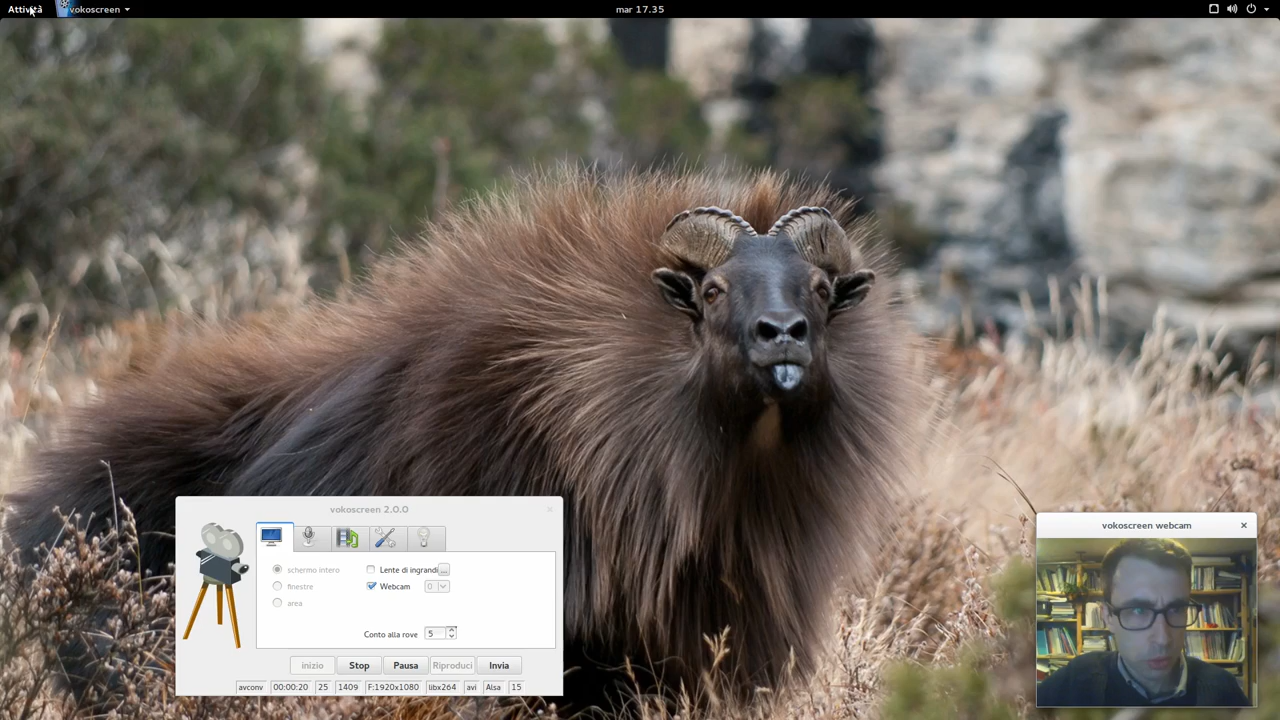 Attività vokoscreen mar 17.35
vokoscreen 2.0.0
schermo intero Lente di ingrandi ...
finestre Webcam 0
area
Conto alla rove 5
inizio Stop Pausa Riproduci Invia
avconv 00:00:20 25 1409 F:1920x1080 libx264 avi Alsa 15
vokoscreen webcam